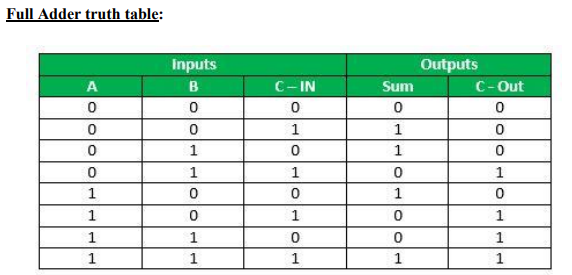 Full Adder truth table:
Inputs Outputs
A B C – IN Sum C - Out
0 0 0 0 0
0 0 1 1 0
0 1 0 1 0
0 1 1 0 1
1 0 0 1 0
1 0 1 0 1
1 1 0 0 1
1 1 1 1 1